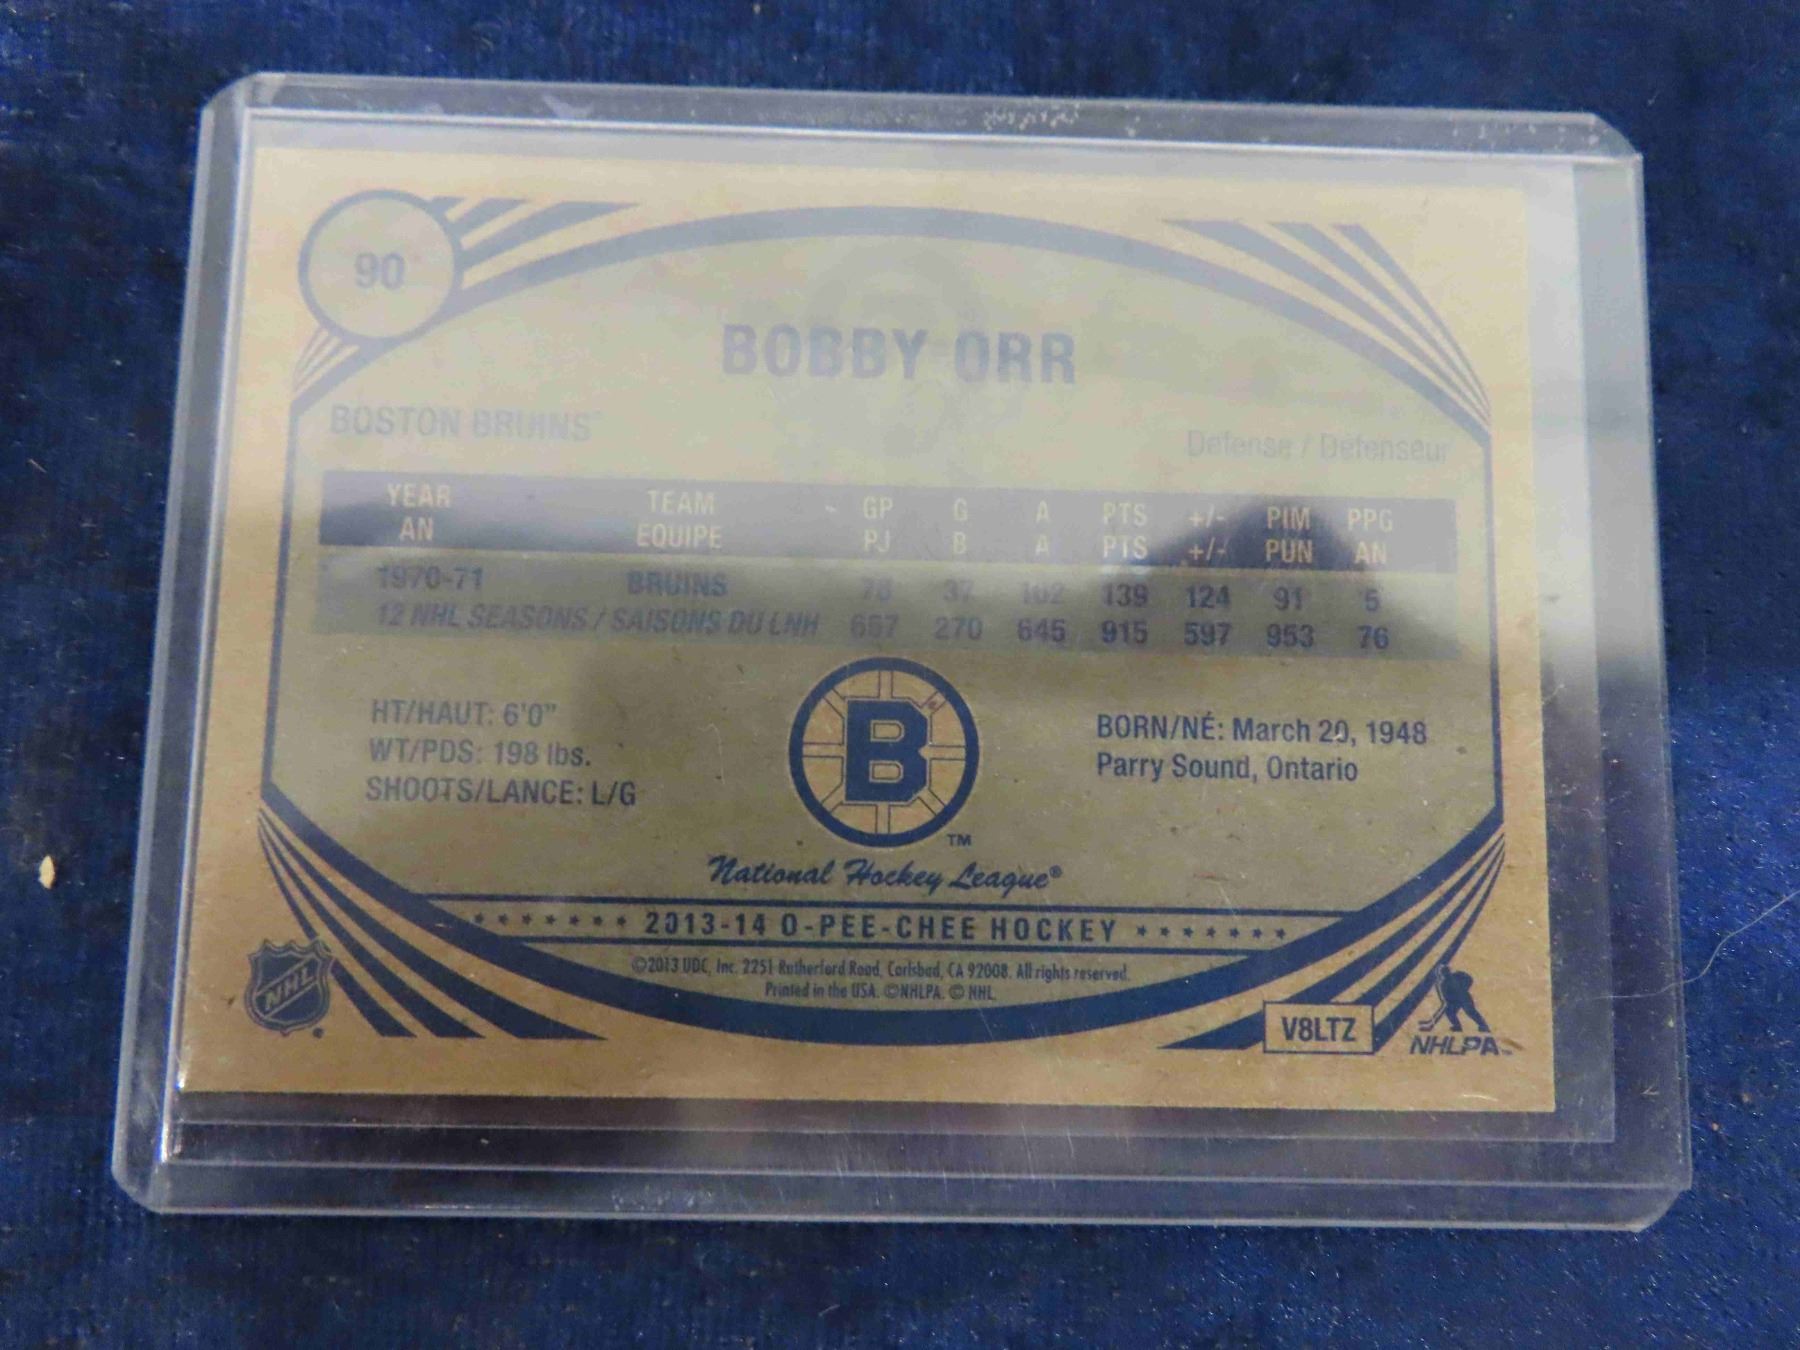 90
BOBBY ORR
BOSTON BRUINS™
Defense / Défenseur
YEAR TEAM GP G A PTS +/- PIM PPG
AN ÉQUIPE PJ B A PTS +/- PUN AN
1970-71 BRUINS 78 37 102 139 124 91 5
12 NHL SEASONS / SAISONS DU LNH 657 270 645 915 597 953 76
HT/HAUT: 6'0"
WT/PDS: 198 lbs.
SHOOTS/LANCE: L/G
B
TM
BORN/NÉ: March 20, 1948
Parry Sound, Ontario
National Hockey League®
2013-14 O-PEE-CHEE HOCKEY
©2013 UDC, Inc. 2251 Rutherford Road, Carlsbad, CA 92008. All rights reserved.
Printed in the USA. ©NHLPA. © NHL.
NHL
V8LTZ
NHLPA™